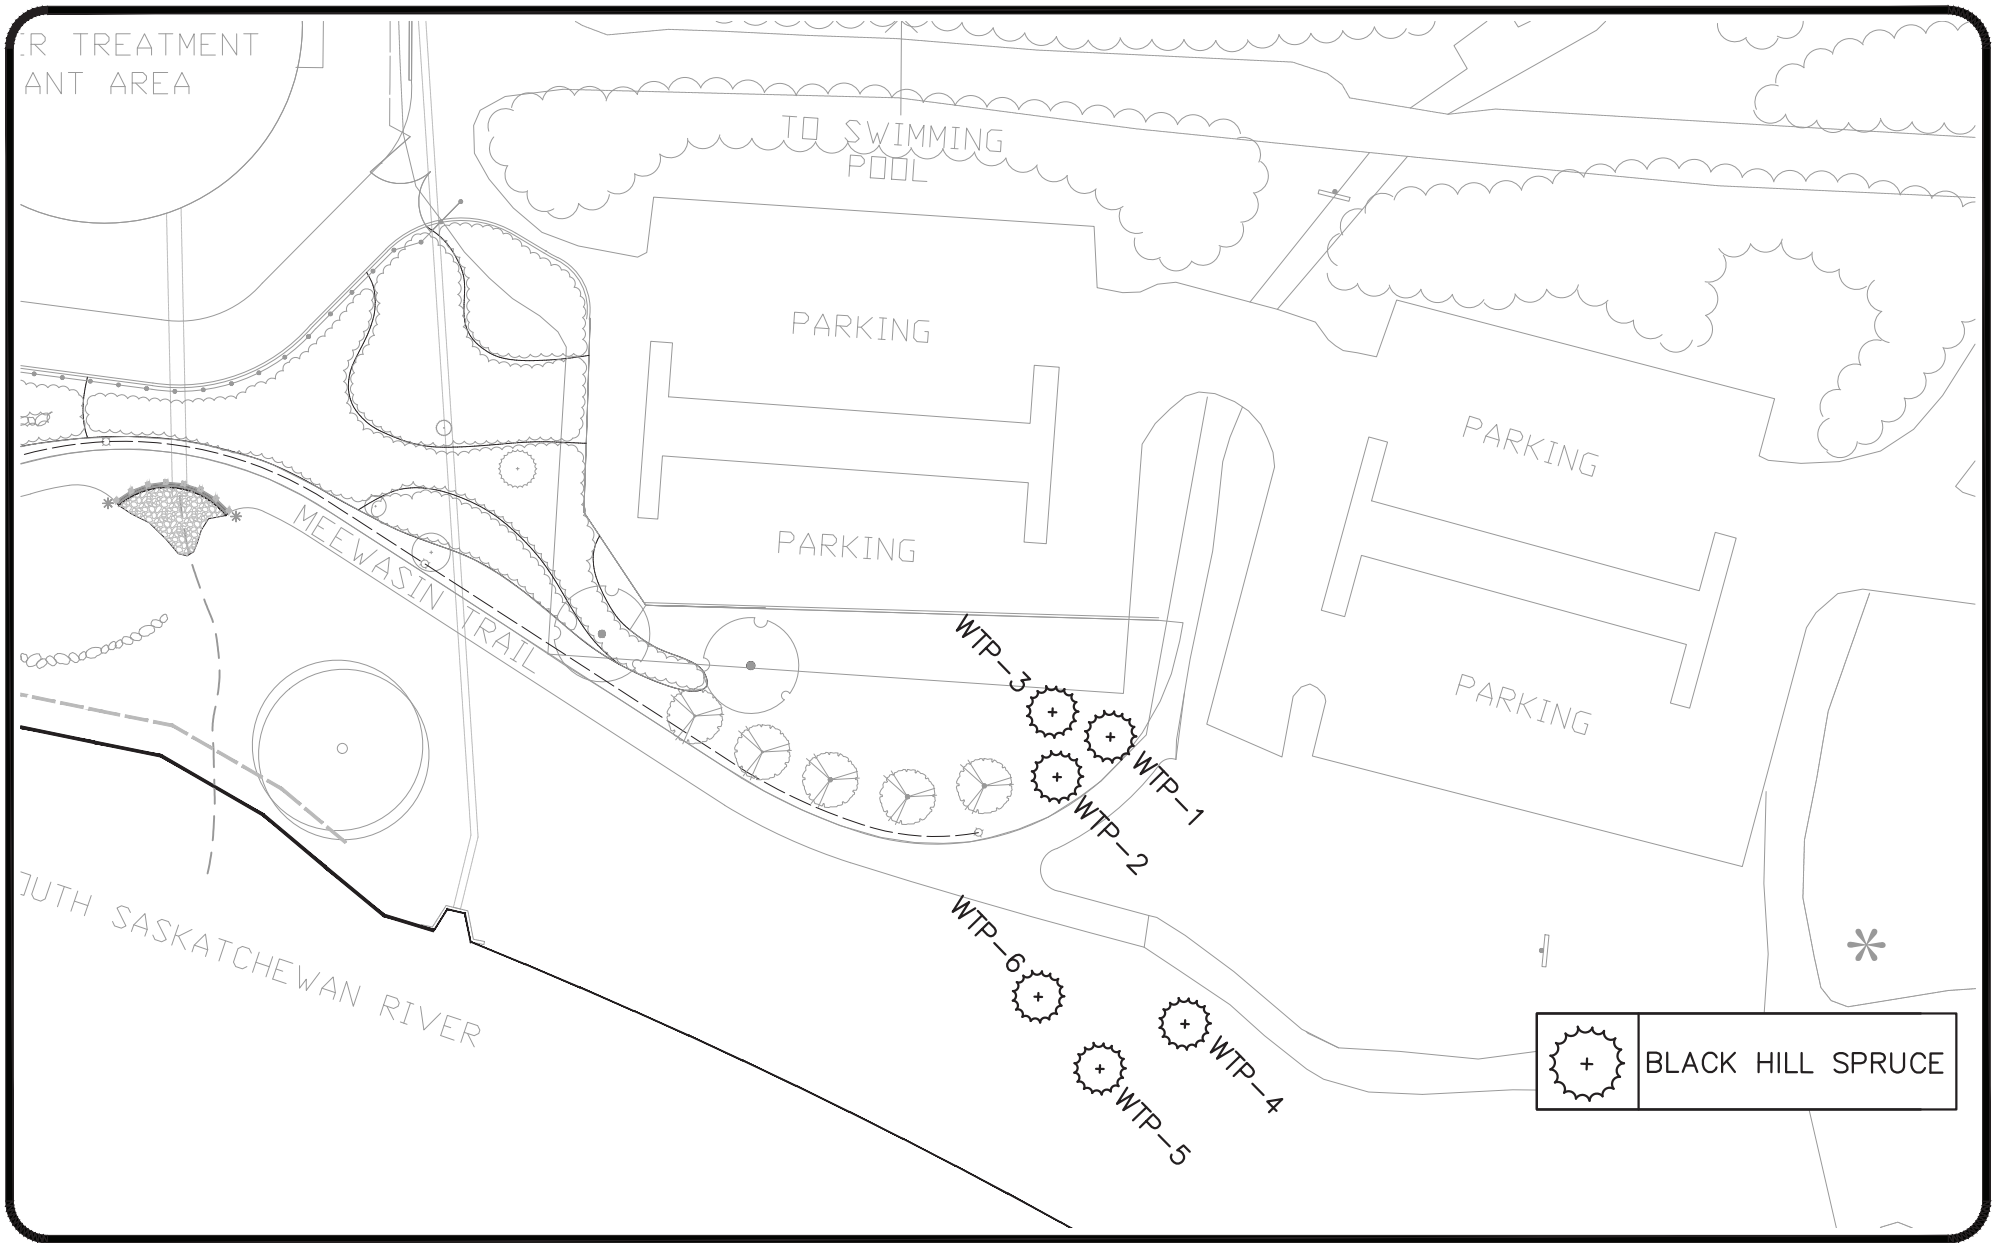 .R TREATMENT
ANT AREA
TO SWIMMING
POOL
PARKING
PARKING
PARKING
PARKING
MEEWASIN TRAIL
WTP-3
WTP-1
WTP-2
WTP-6
WTP-4
WTP-5
OUTH SASKATCHEWAN RIVER
BLACK HILL SPRUCE